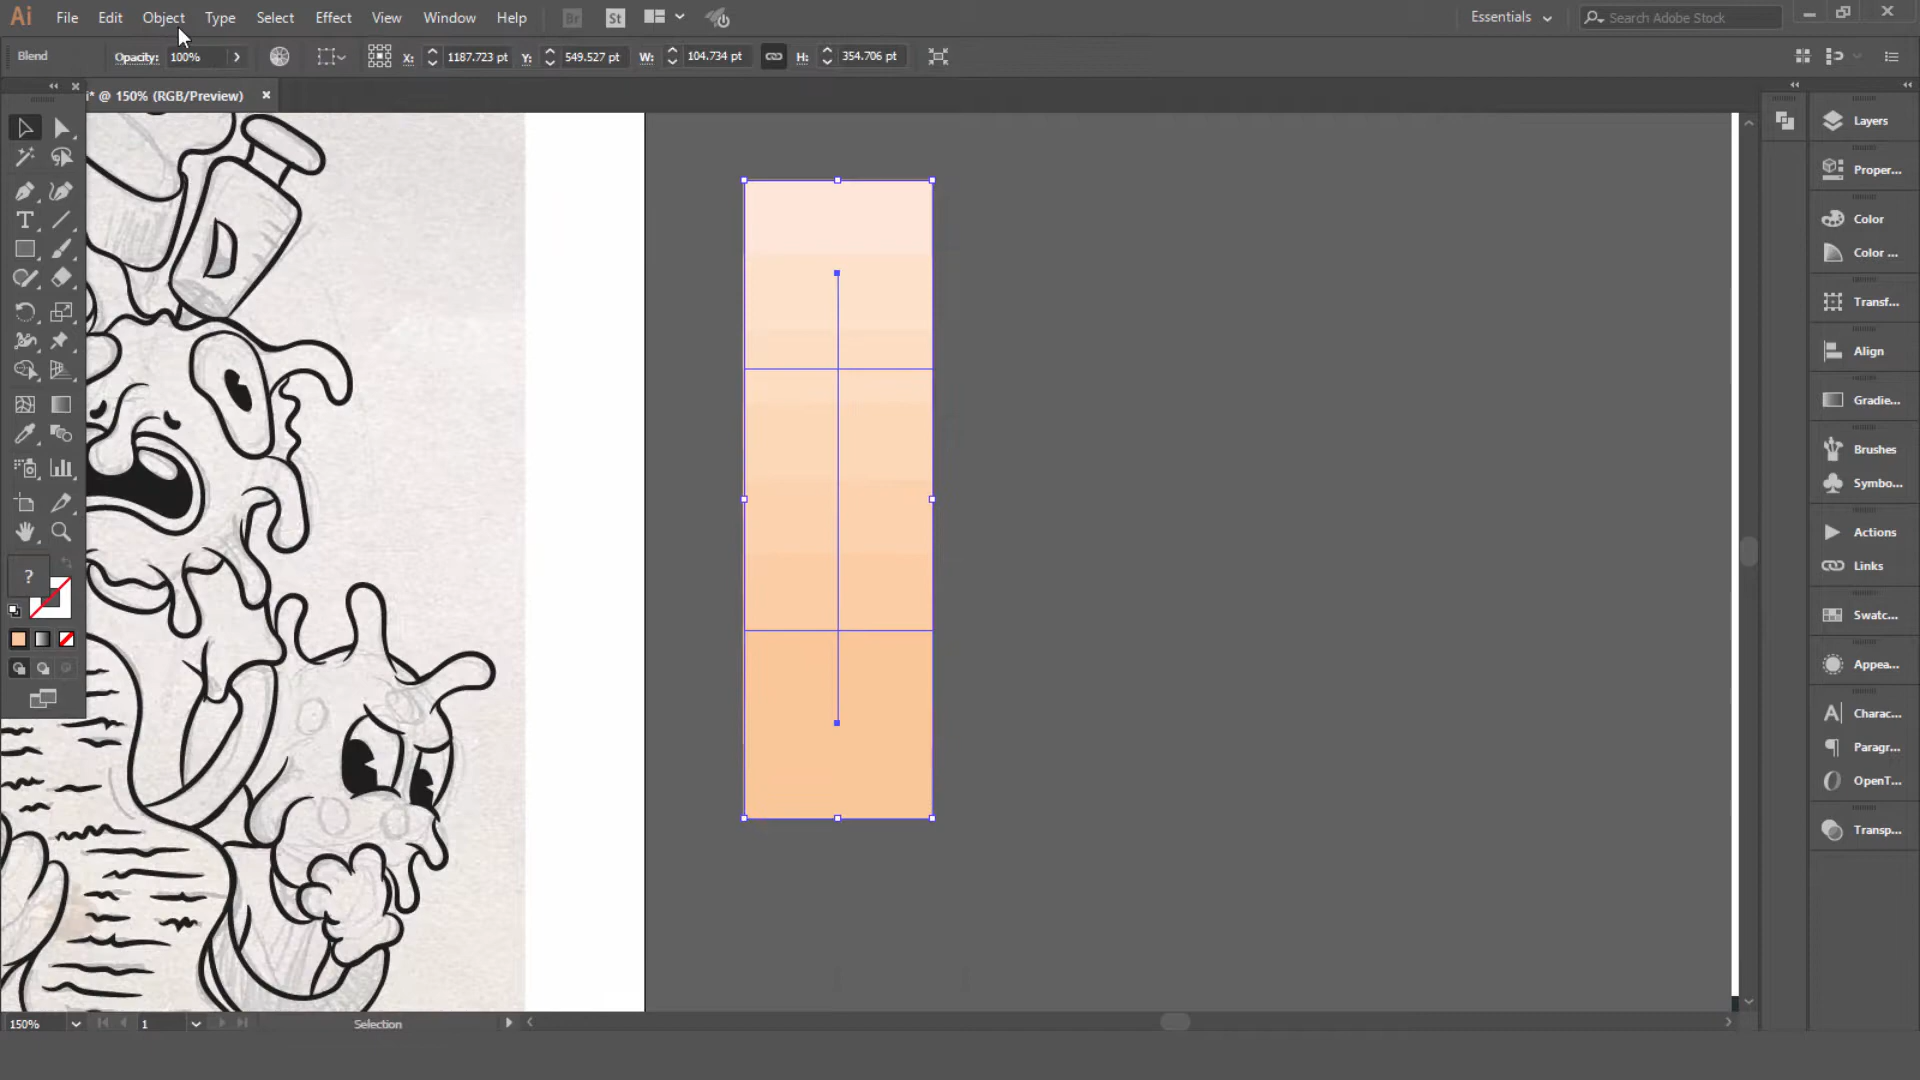 Ai File Edit Object Type Select Effect View Window Help Br St Essentials Search Adobe Stock
Blend Opacity: 100% X: 1187.723 pt Y: 549.527 pt W: 104.734 pt H: 354.706 pt
i* @ 150% (RGB/Preview)
Layers
Proper...
Color
Color ...
Transf...
Align
Gradie...
Brushes
Symbo...
Actions
Links
Swatc...
Appea...
Charac...
Paragr...
OpenT...
Transp...
T
?
150% 1 Selection